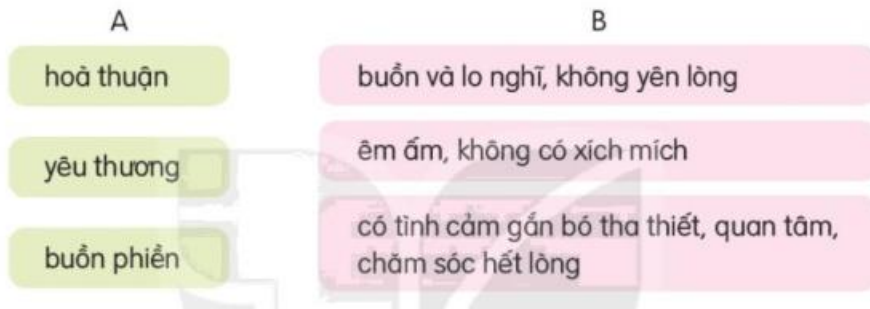 A
B
hoà thuận
buồn và lo nghĩ, không yên lòng
yêu thương
êm ấm, không có xích mích
buồn phiền
có tình cảm gắn bó tha thiết, quan tâm,
chăm sóc hết lòng